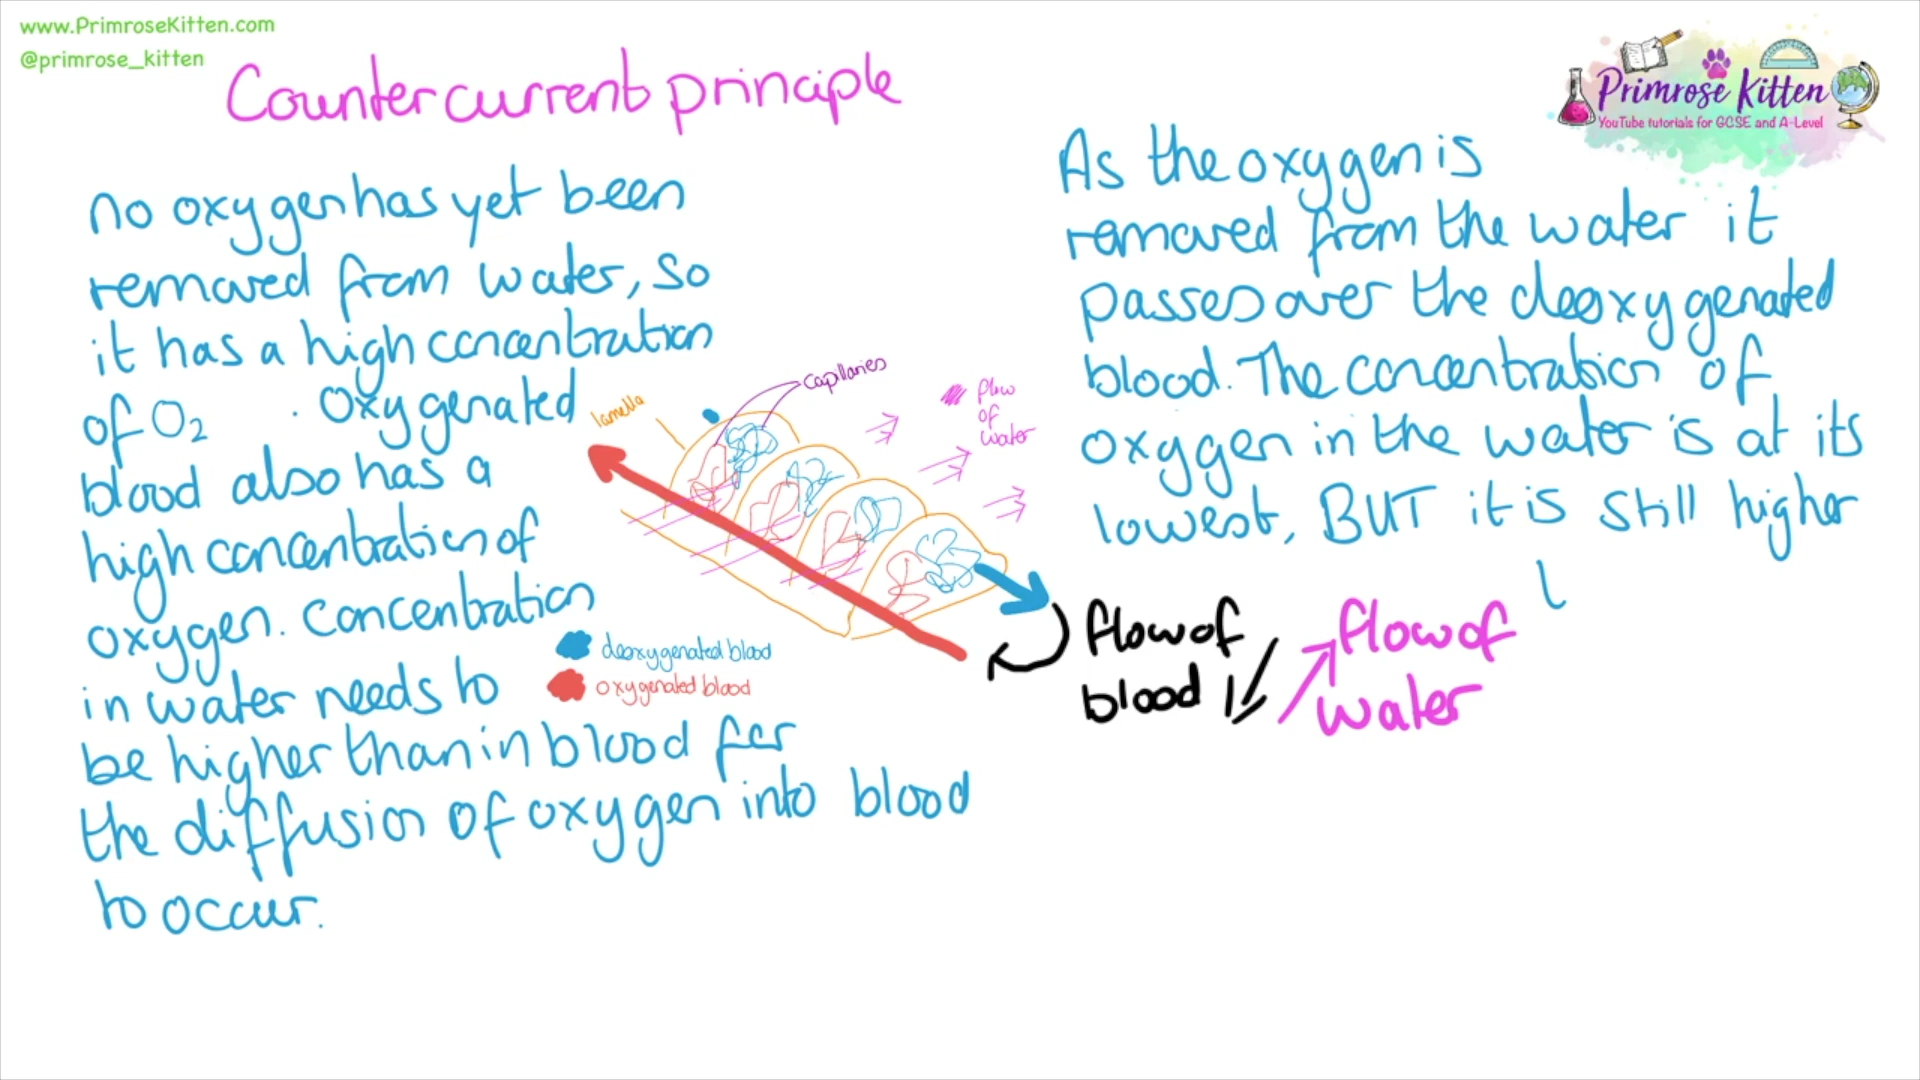 www.PrimroseKitten.com
@primrose_kitten
Countercurrent principle
Primrose Kitten
YouTube tutorials for GCSE and A-Level
no oxygen has yet been
removed from water, so
it has a high concentration
of O2 . Oxygenated
blood also has a
high concentration of
oxygen. Concentration
in water needs to
be higher than in blood for
the diffusion of oxygen into blood
to occur.
lamella
capillaries
flow
of
water
deoxygenated blood
oxygenated blood
As the oxygen is
removed from the water it
passes over the deoxygenated
blood. The concentration of
oxygen in the water is at its
lowest, BUT it is still higher
flow of
blood
flow of
water